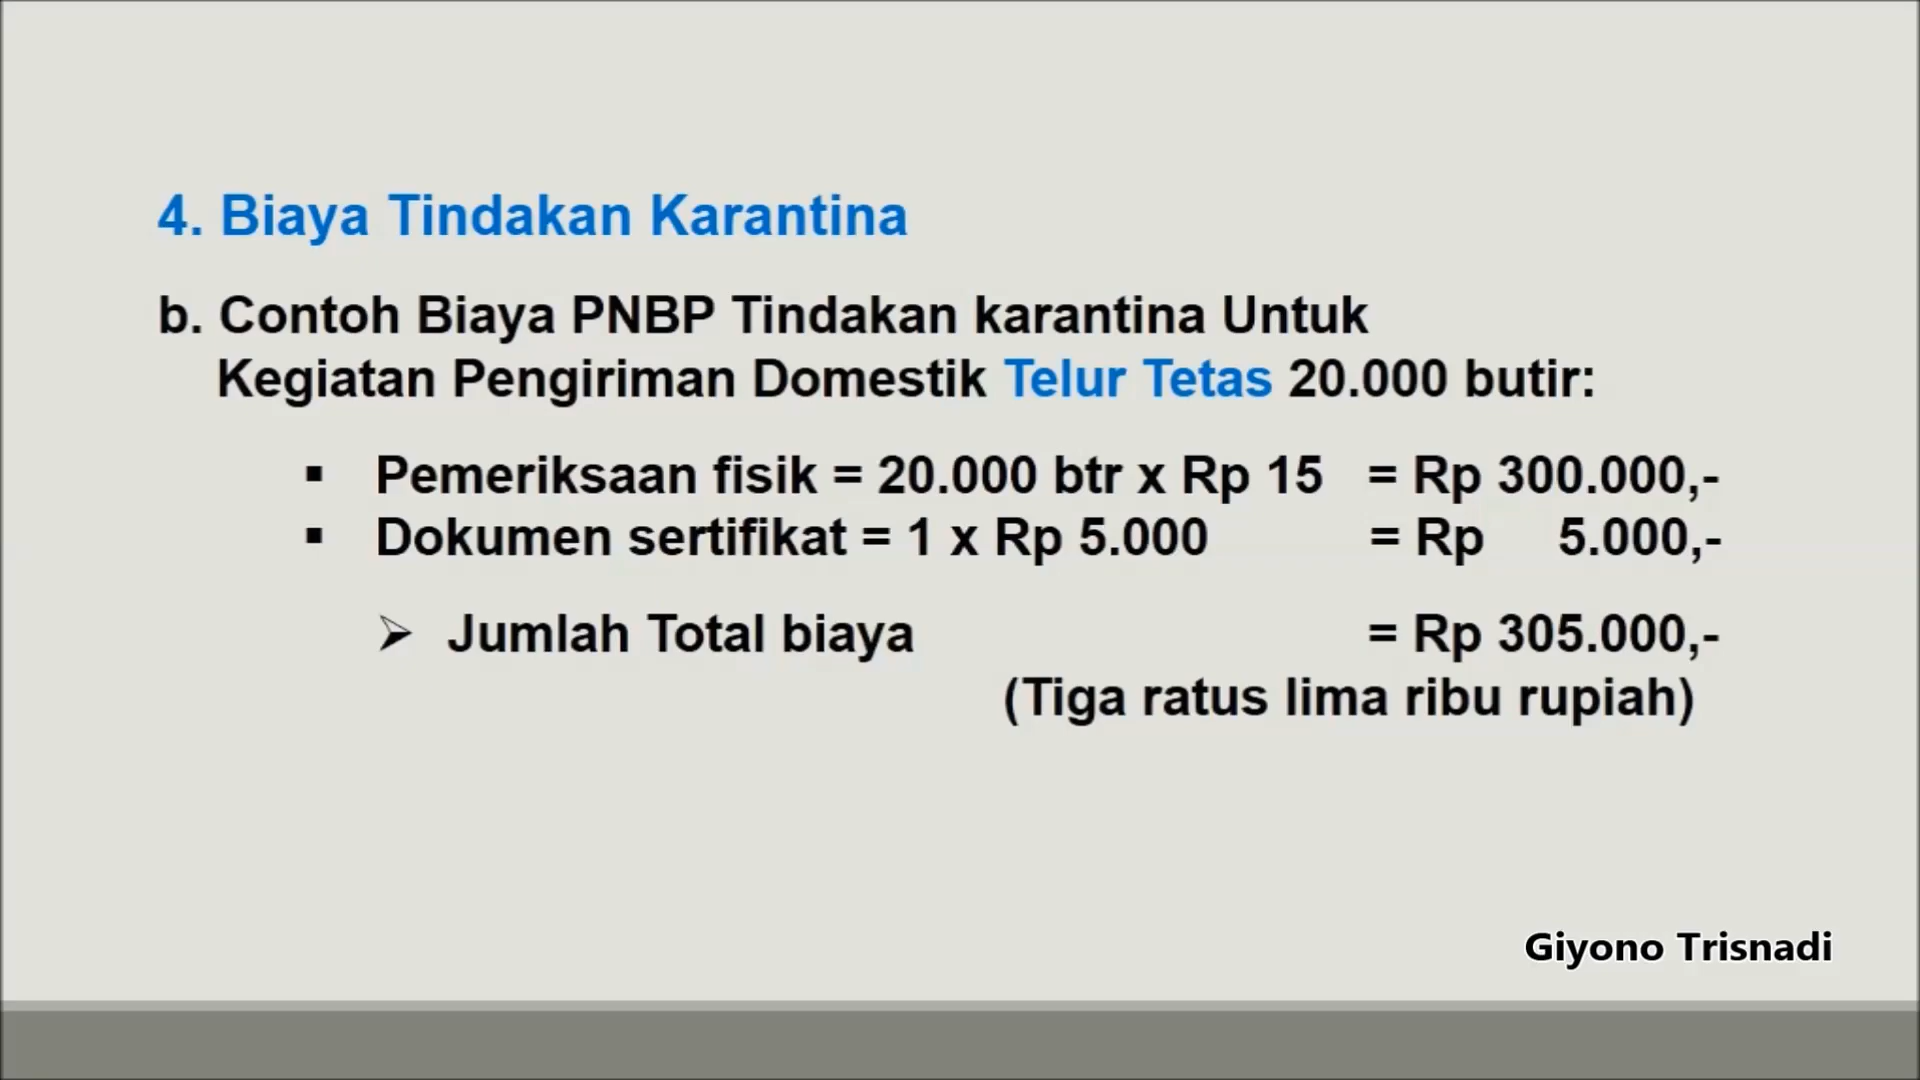 4. Biaya Tindakan Karantina
b. Contoh Biaya PNBP Tindakan karantina Untuk
Kegiatan Pengiriman Domestik Telur Tetas 20.000 butir:
▪ Pemeriksaan fisik = 20.000 btr x Rp 15 = Rp 300.000,-
▪ Dokumen sertifikat = 1 x Rp 5.000 = Rp 5.000,-
➢ Jumlah Total biaya = Rp 305.000,-
(Tiga ratus lima ribu rupiah)
Giyono Trisnadi